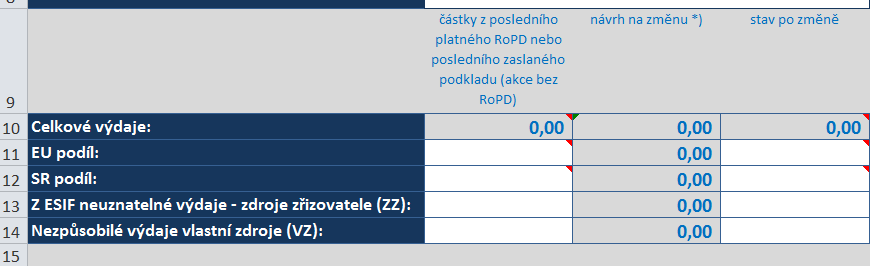 částky z posledního
platného RoPD nebo
posledního zaslaného
podkladu (akce bez
RoPD)
návrh na změnu *)
stav po změně
9
10 Celkové výdaje: 0,00 0,00 0,00
11 EU podíl: 0,00
12 SR podíl: 0,00
13 Z ESIF neuznatelné výdaje - zdroje zřizovatele (ZZ): 0,00
14 Nezpůsobilé výdaje vlastní zdroje (VZ): 0,00
15